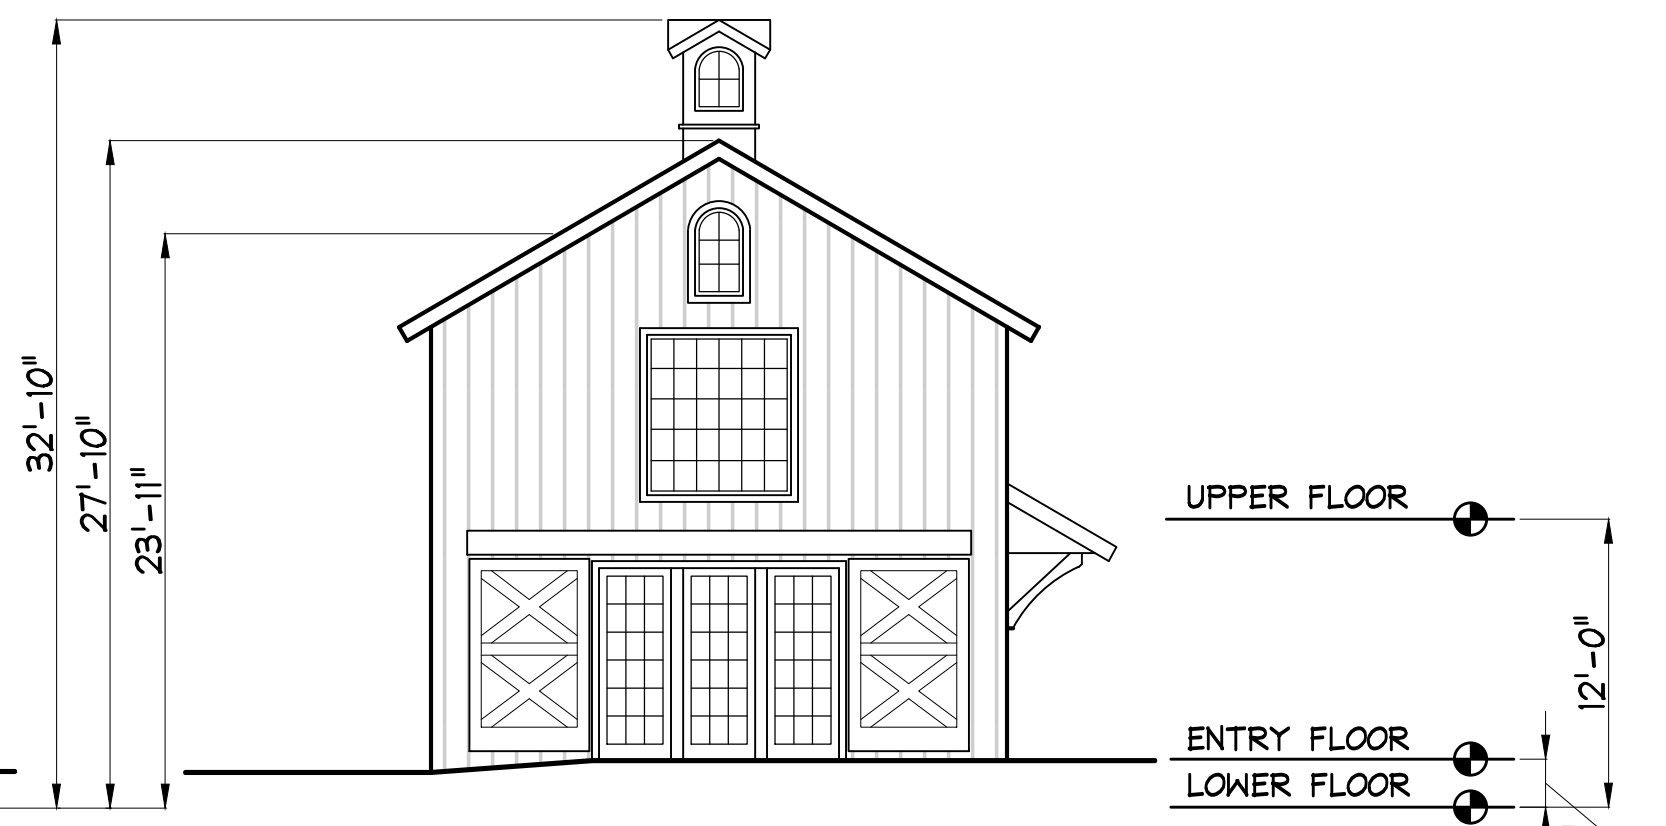 32'-10"
27'-10"
23'-11"
UPPER FLOOR
12'-0"
ENTRY FLOOR
LOWER FLOOR